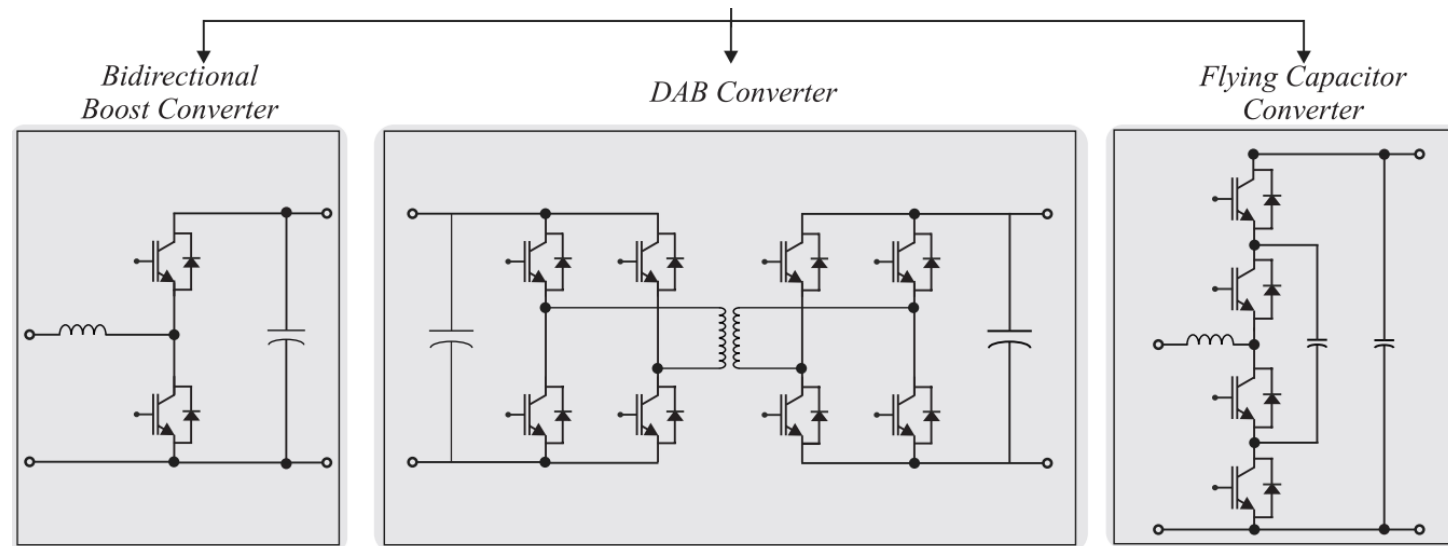 Bidirectional
Boost Converter
DAB Converter
Flying Capacitor
Converter